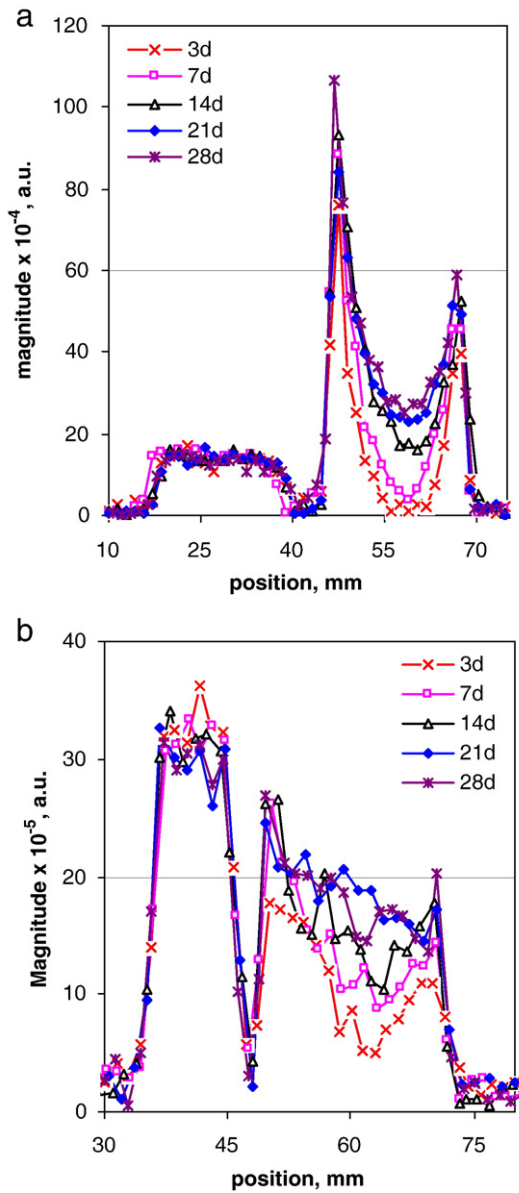 a
120
100
80
60
40
20
0
magnitude x 10⁻⁴, a.u.
3d
7d
14d
21d
28d
10 25 40 55 70
position, mm
b
40
30
20
10
0
Magnitude x 10⁻⁵, a.u.
3d
7d
14d
21d
28d
30 45 60 75
position, mm